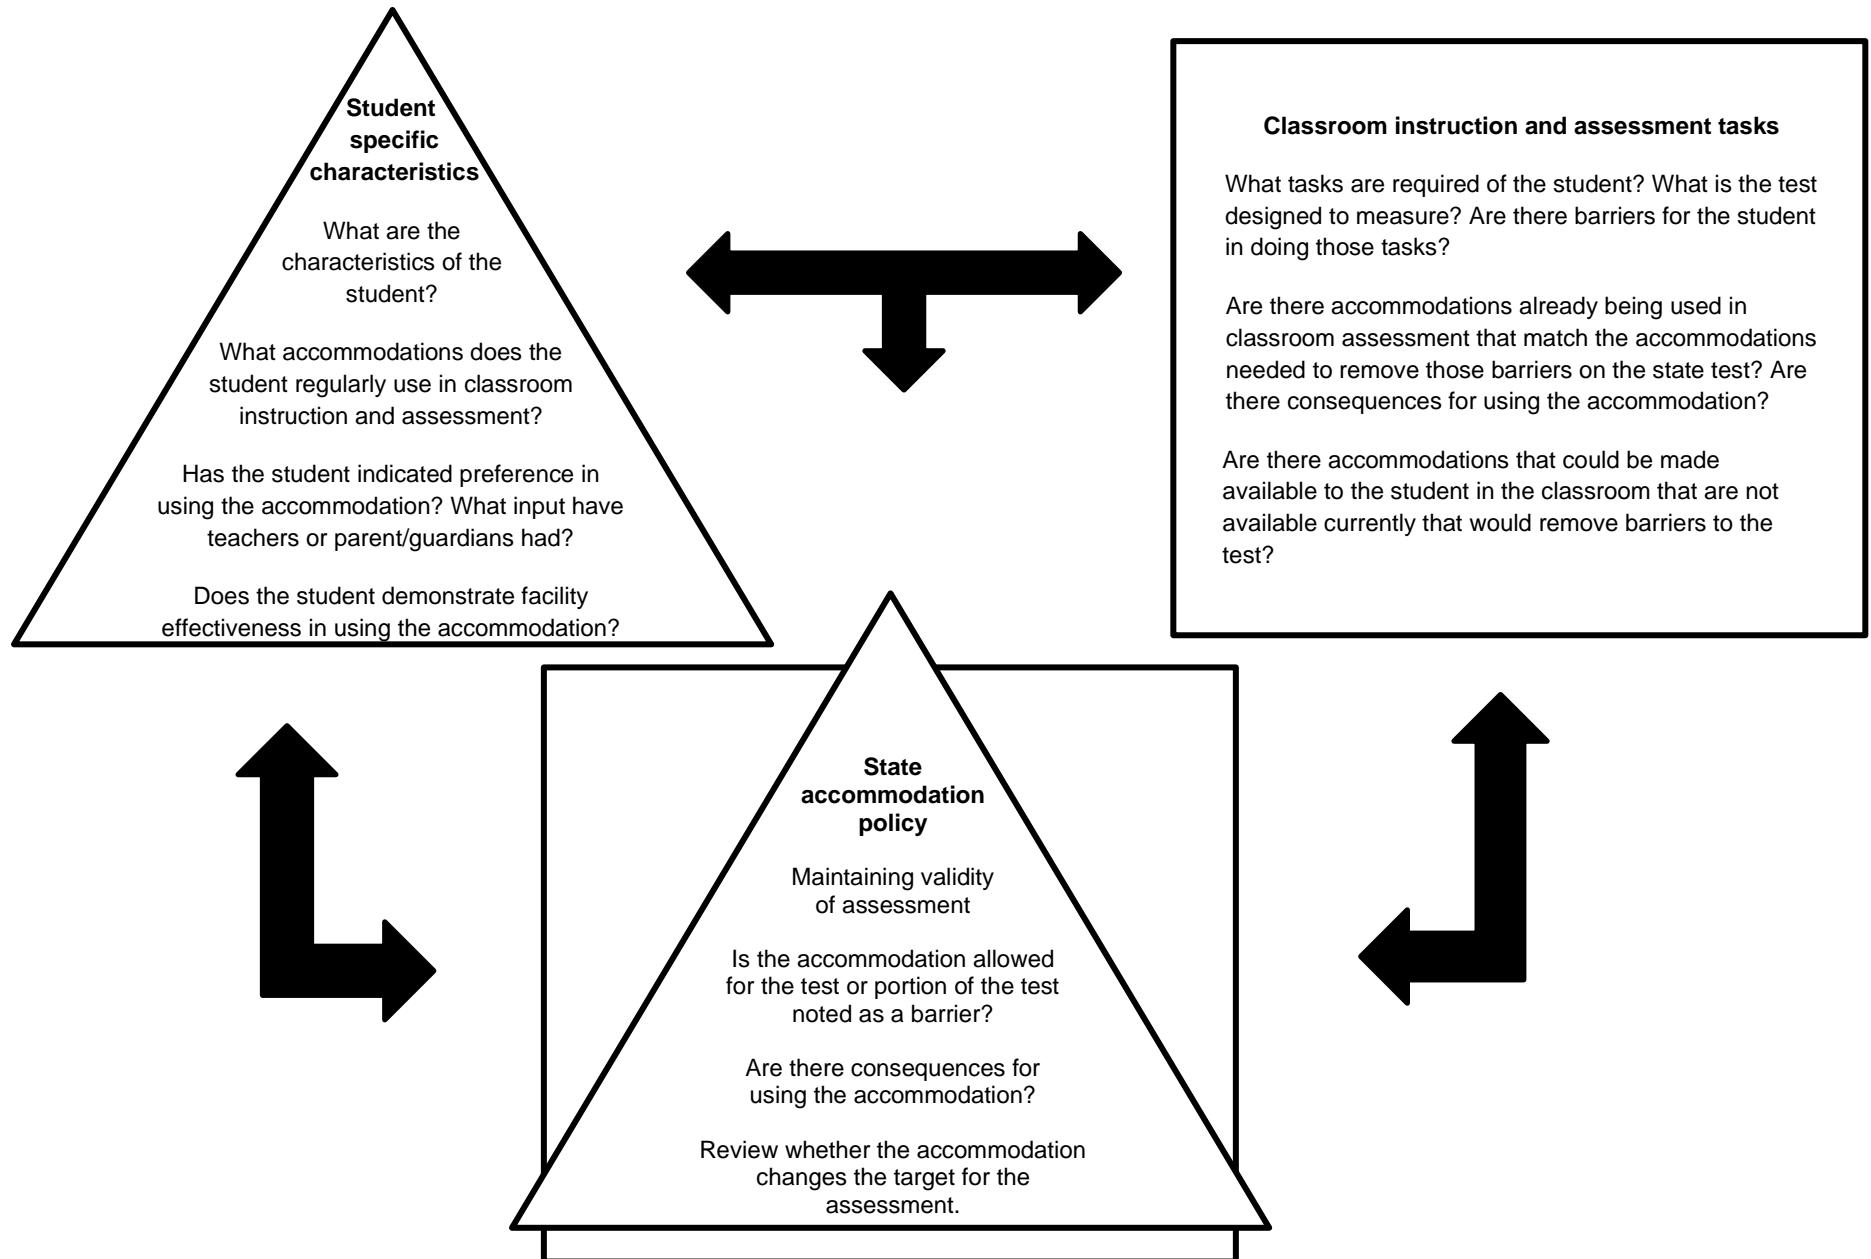 Student
specific
characteristics
What are the
characteristics of the
student?
What accommodations does the
student regularly use in classroom
instruction and assessment?
Has the student indicated preference in
using the accommodation? What input have
teachers or parent/guardians had?
Does the student demonstrate facility
effectiveness in using the accommodation?
Classroom instruction and assessment tasks
What tasks are required of the student? What is the test
designed to measure? Are there barriers for the student
in doing those tasks?
Are there accommodations already being used in
classroom assessment that match the accommodations
needed to remove those barriers on the state test? Are
there consequences for using the accommodation?
Are there accommodations that could be made
available to the student in the classroom that are not
available currently that would remove barriers to the
test?
State
accommodation
policy
Maintaining validity
of assessment
Is the accommodation allowed
for the test or portion of the test
noted as a barrier?
Are there consequences for
using the accommodation?
Review whether the accommodation
changes the target for the
assessment.